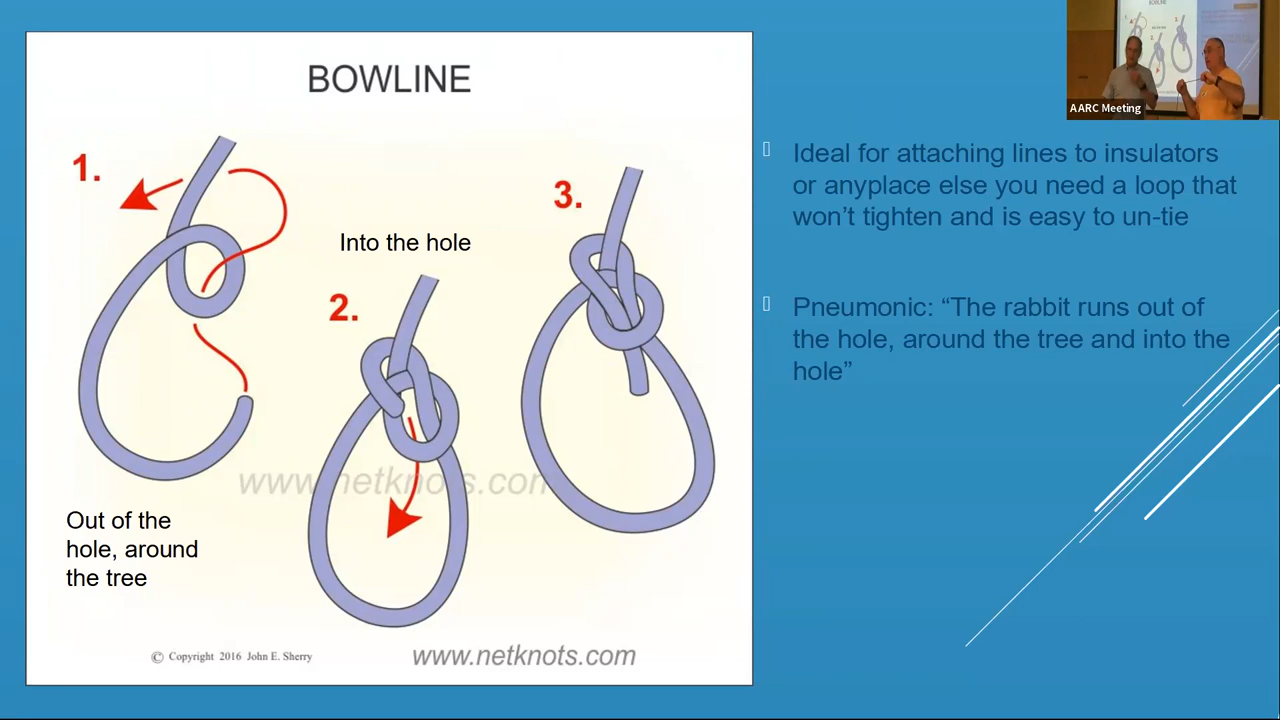 BOWLINE
1.
Into the hole
2.
3.
www.netknots.com
Out of the
hole, around
the tree
© Copyright 2016 John E. Sherry
www.netknots.com
AARC Meeting
BOWLINE
Ideal for attaching lines to insulators
or anyplace else you need a loop that
won’t tighten and is easy to un-tie
Pneumonic: “The rabbit runs out of
the hole, around the tree and into the
hole”